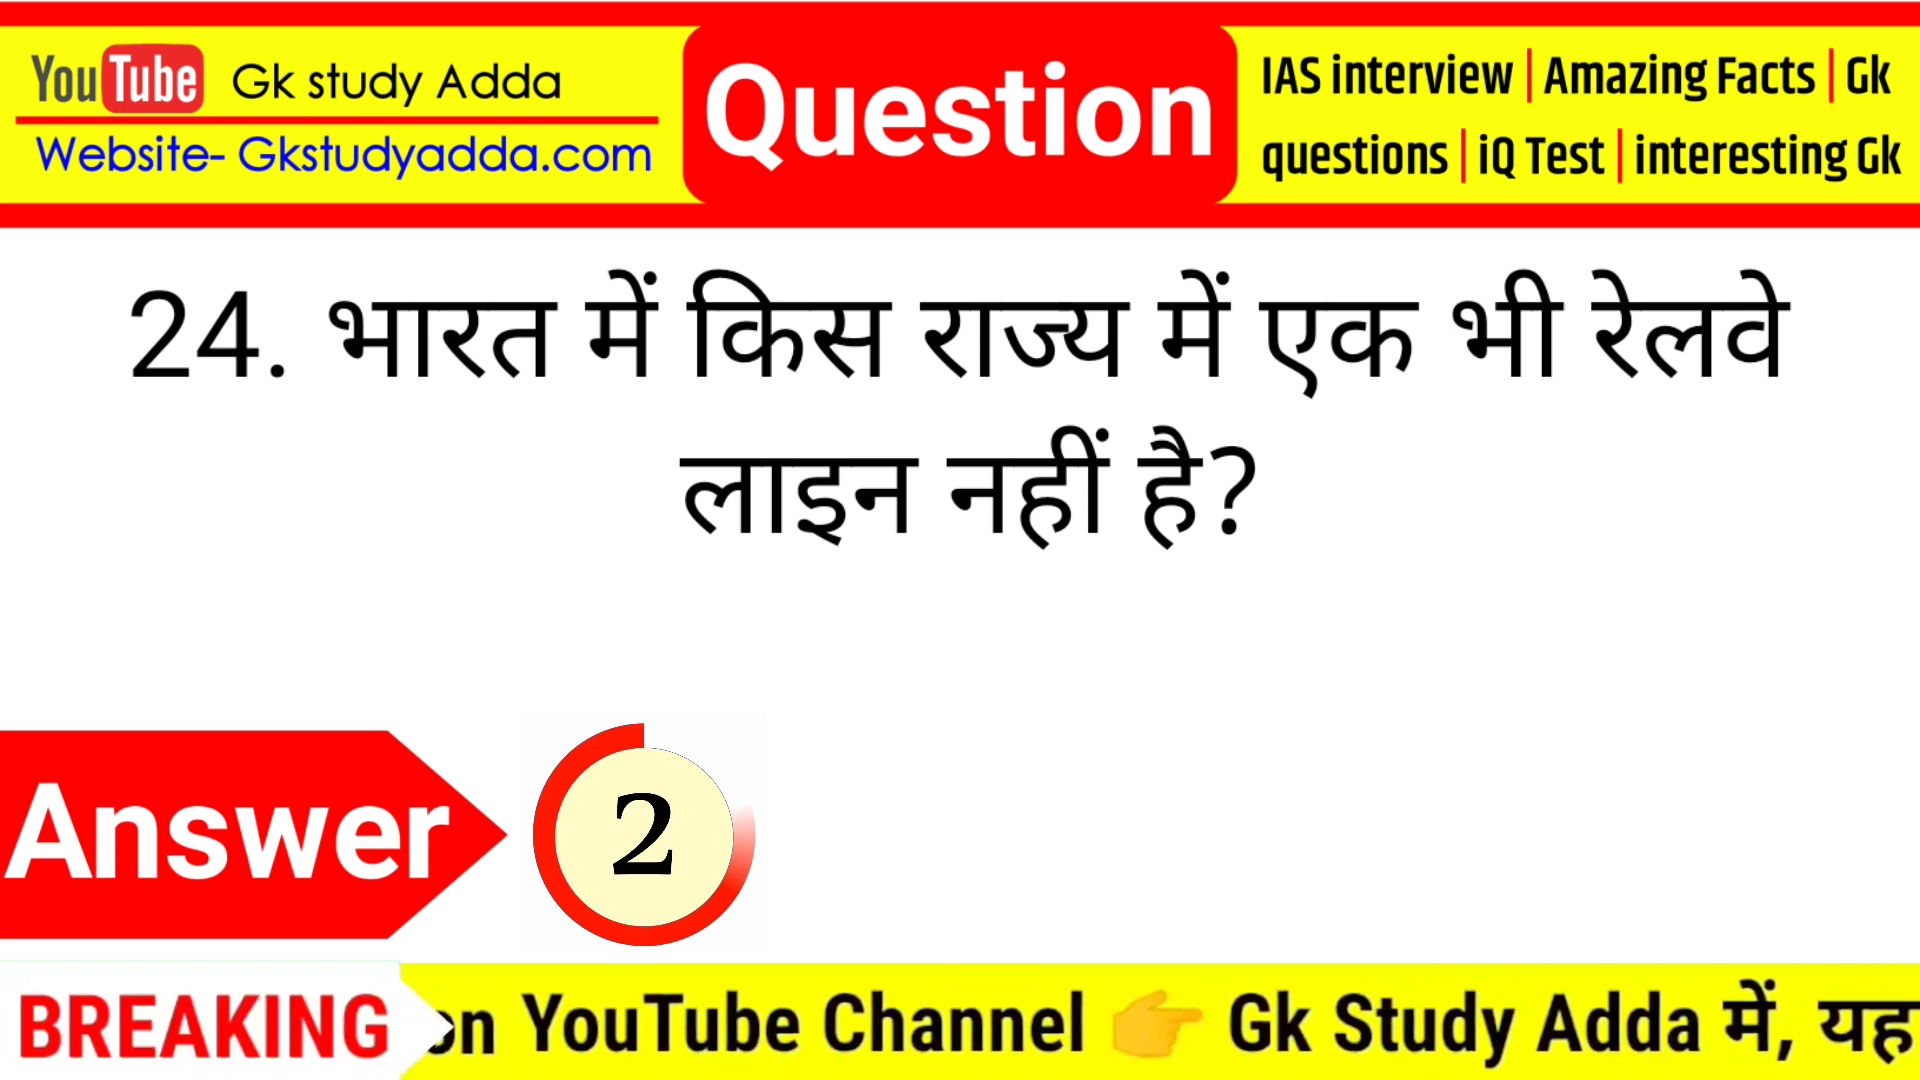 YouTube Gk study Adda
Website- Gkstudyadda.com
Question
IAS interview | Amazing Facts | Gk
questions | iQ Test | interesting Gk
24. भारत में किस राज्य में एक भी रेलवे
लाइन नहीं है?
Answer
2
BREAKING on YouTube Channel 👉 Gk Study Adda में, यह